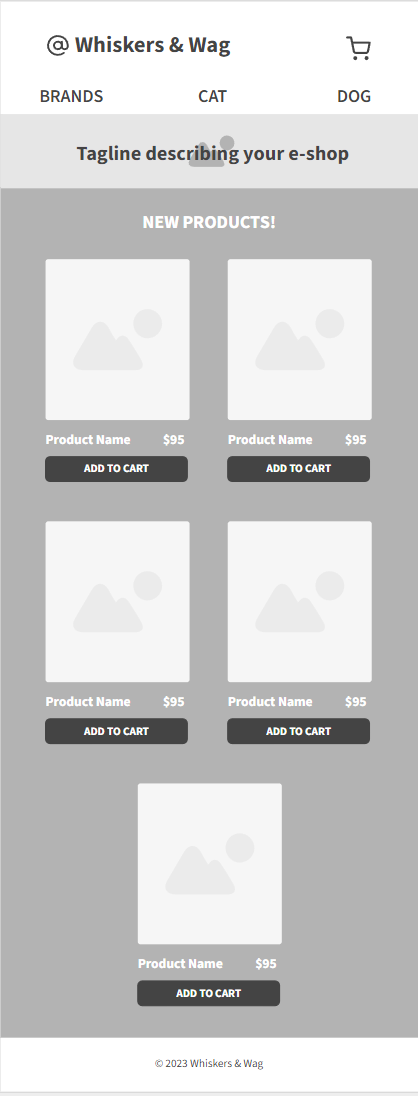 @ Whiskers & Wag
BRANDS CAT DOG
Tagline describing your e-shop
NEW PRODUCTS!
Product Name $95 Product Name $95
ADD TO CART ADD TO CART
Product Name $95 Product Name $95
ADD TO CART ADD TO CART
Product Name $95
ADD TO CART
© 2023 Whiskers & Wag